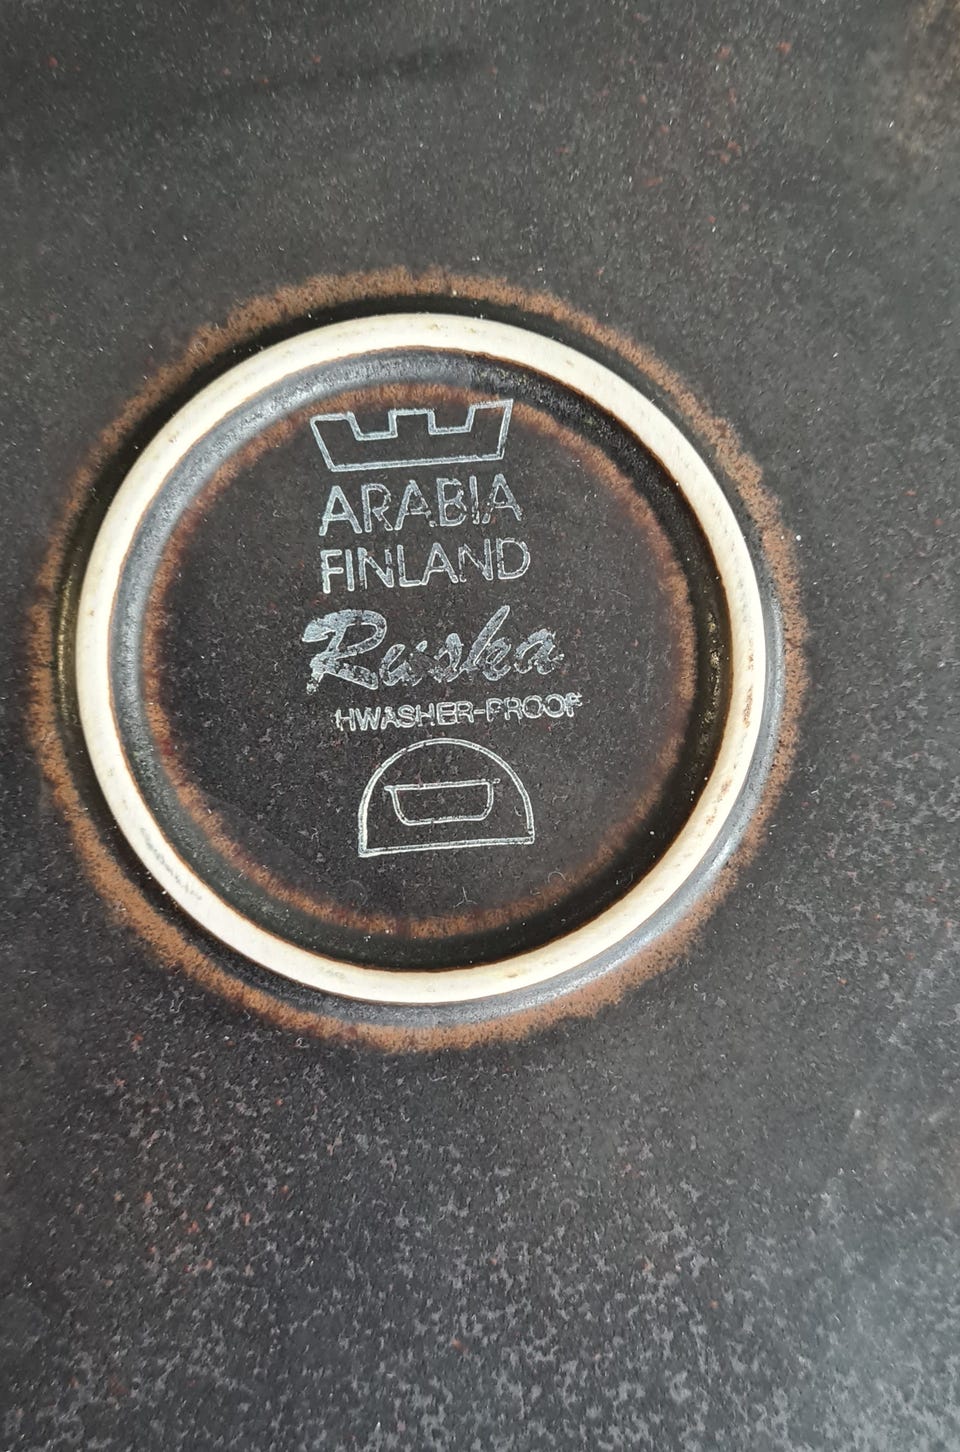 ARABIA
FINLAND
Ruska
HWASHER-PROOF